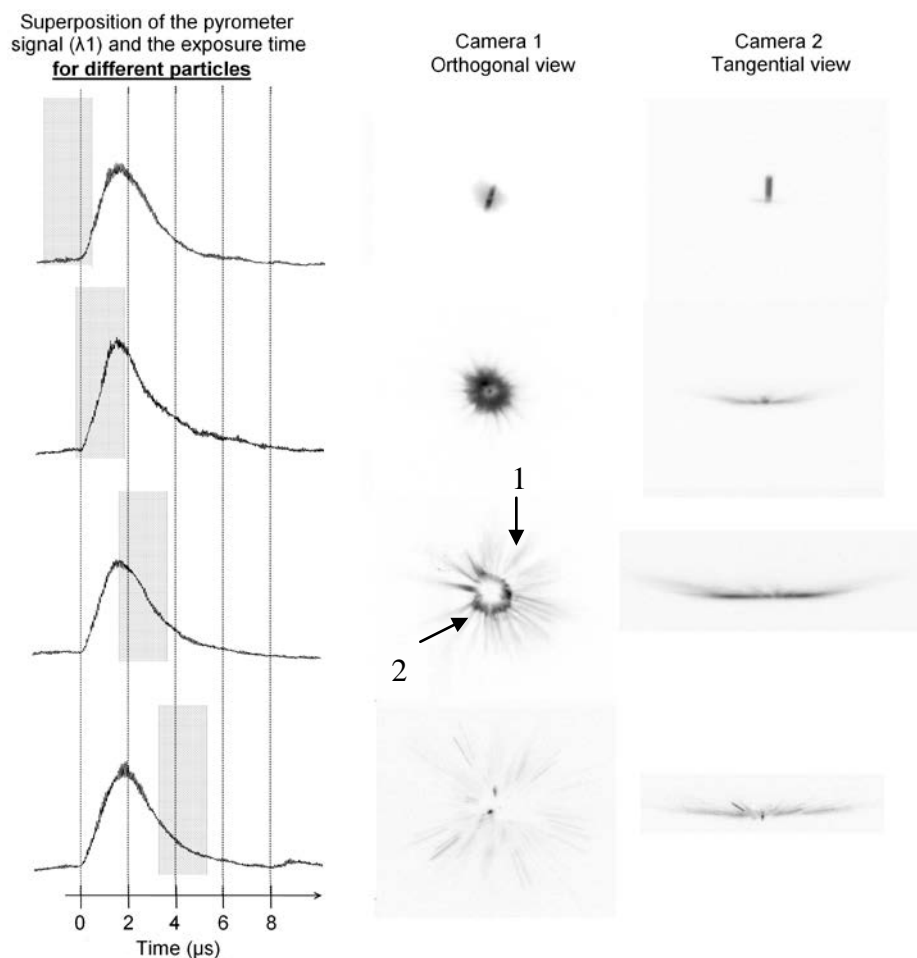 Superposition of the pyrometer
signal (λ1) and the exposure time
for different particles
Camera 1
Orthogonal view
Camera 2
Tangential view
1
2
0 2 4 6 8
Time (µs)